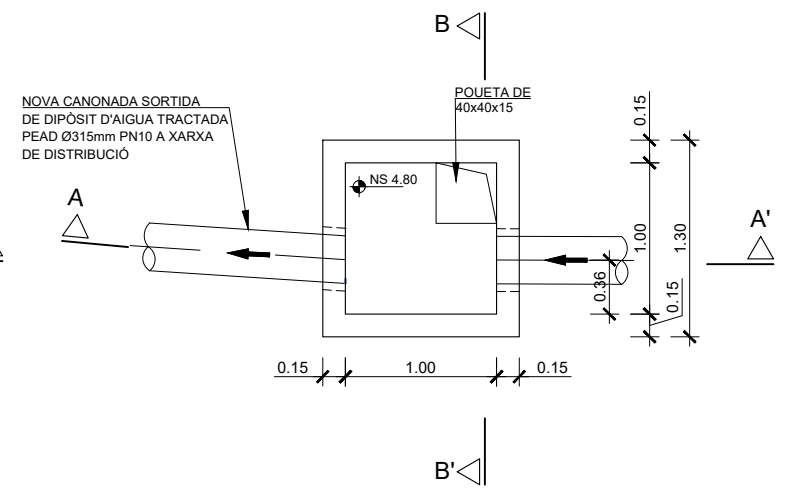 B
NOVA CANONADA SORTIDA
DE DIPÒSIT D'AIGUA TRACTADA
PEAD Ø315mm PN10 A XARXA
DE DISTRIBUCIÓ
POUETA DE
40x40x15
0.15
NS 4.80
A
A'
1.00
1.30
0.36
0.15
0.15
1.00
0.15
B'